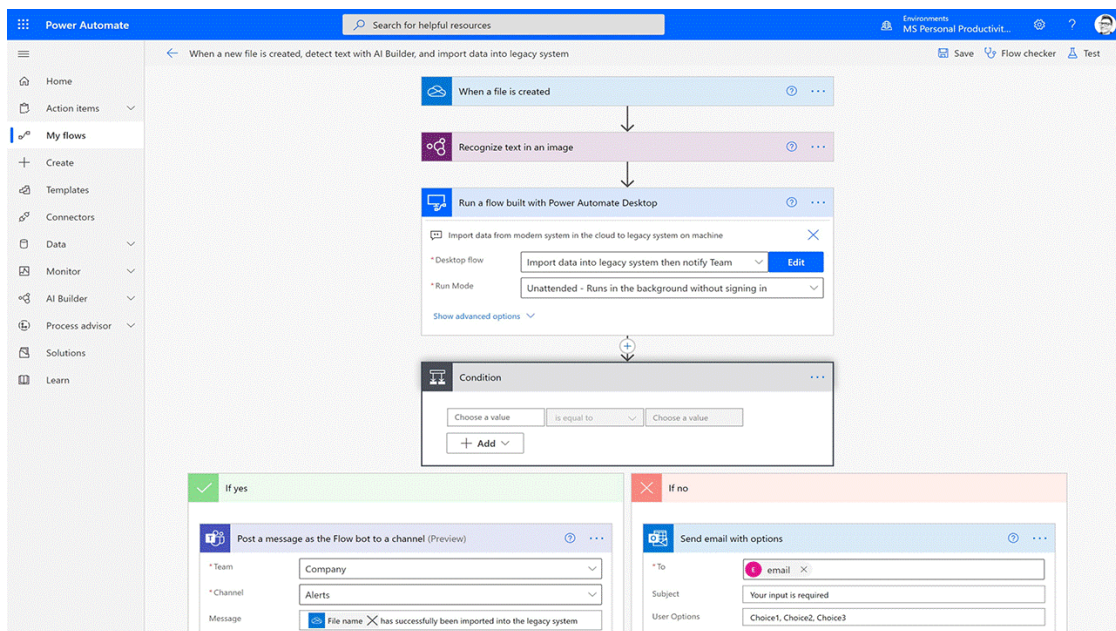 Power Automate
Search for helpful resources
Environments
MS Personal Productivit...
?
When a new file is created, detect text with AI Builder, and import data into legacy system
Save
Flow checker
Test
Home
Action items
My flows
Create
Templates
Connectors
Data
Monitor
AI Builder
Process advisor
Solutions
Learn
When a file is created
Recognize text in an image
Run a flow built with Power Automate Desktop
Import data from modern system in the cloud to legacy system on machine
* Desktop flow
Import data into legacy system then notify Team
Edit
* Run Mode
Unattended - Runs in the background without signing in
Show advanced options
Condition
Choose a value
is equal to
Choose a value
Add
If yes
Post a message as the Flow bot to a channel (Preview)
* Team
Company
* Channel
Alerts
Message
File name has successfully been imported into the legacy system
If no
Send email with options
* To
K email
Subject
Your input is required
User Options
Choice1, Choice2, Choice3